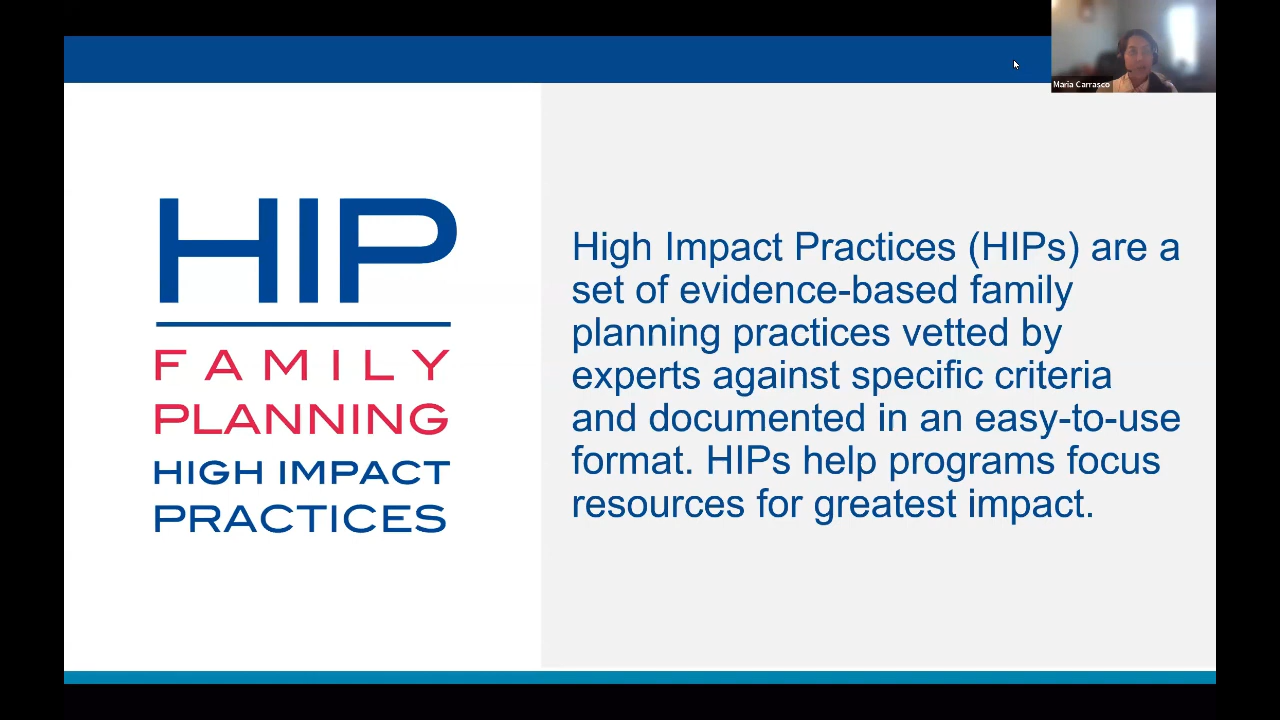 Maria Carrasco
HIP
FAMILY
PLANNING
HIGH IMPACT
PRACTICES
High Impact Practices (HIPs) are a
set of evidence-based family
planning practices vetted by
experts against specific criteria
and documented in an easy-to-use
format. HIPs help programs focus
resources for greatest impact.